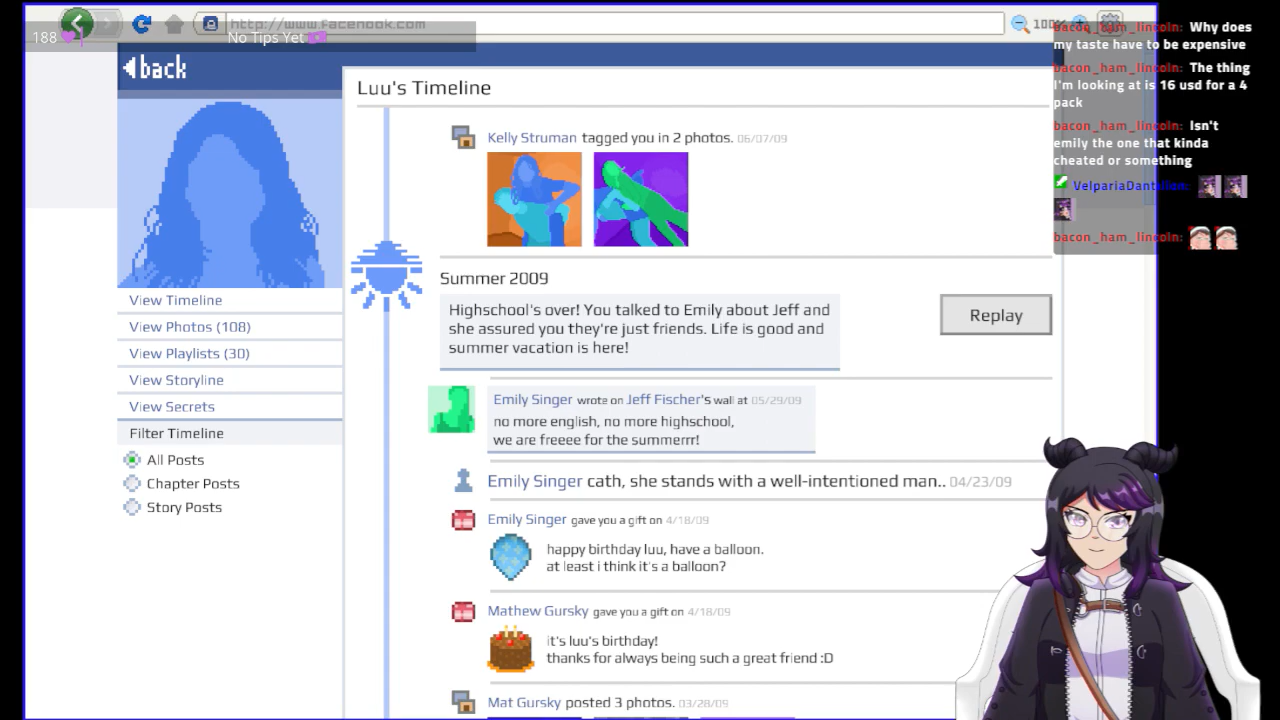 http://www.Facenook.com
100%
188
No Tips Yet
back
Luu's Timeline
Kelly Struman tagged you in 2 photos. 06/07/09
Summer 2009
Highschool's over! You talked to Emily about Jeff and
she assured you they're just friends. Life is good and
summer vacation is here!
Replay
Emily Singer wrote on Jeff Fischer's wall at 05/29/09
no more english, no more highschool,
we are freeee for the summerrr!
Emily Singer cath, she stands with a well-intentioned man.. 04/23/09
Emily Singer gave you a gift on 4/18/09
happy birthday luu, have a balloon.
at least i think it's a balloon?
Mathew Gursky gave you a gift on 4/18/09
it's luu's birthday!
thanks for always being such a great friend :D
Mat Gursky posted 3 photos. 03/28/09
View Timeline
View Photos (108)
View Playlists (30)
View Storyline
View Secrets
Filter Timeline
All Posts
Chapter Posts
Story Posts
bacon_ham_lincoln: Why does
my taste have to be expensive
bacon_ham_lincoln: The thing
I'm looking at is 16 usd for a 4
pack
bacon_ham_lincoln: Isn't
emily the one that kinda
cheated or something
bacon_ham_lincoln: